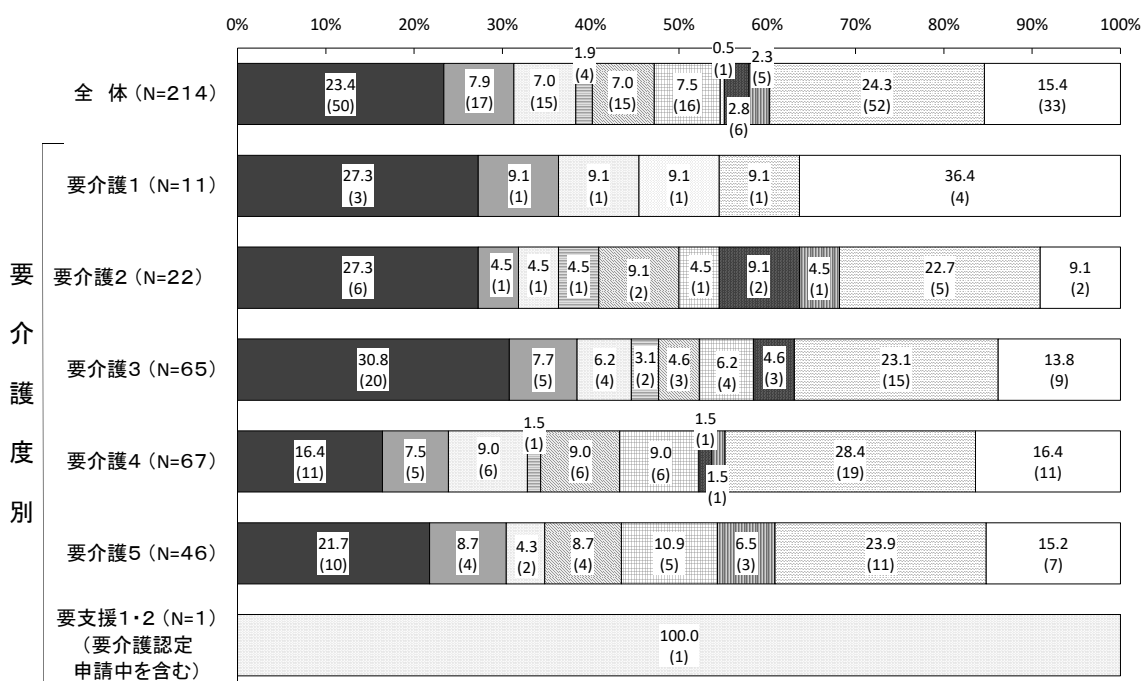 0% 10% 20% 30% 40% 50% 60% 70% 80% 90% 100%
全 体 (N=214)
23.4 7.9 7.0 1.9 7.0 7.5 0.5 2.8 2.3 24.3 15.4
(50) (17) (15) (4) (15) (16) (1) (6) (5) (52) (33)
要介護度別
要介護1 (N=11)
27.3 9.1 9.1 9.1 9.1 36.4
(3) (1) (1) (1) (1) (4)
要介護2 (N=22)
27.3 4.5 4.5 4.5 9.1 4.5 9.1 4.5 22.7 9.1
(6) (1) (1) (1) (2) (1) (2) (1) (5) (2)
要介護3 (N=65)
30.8 7.7 6.2 3.1 4.6 6.2 4.6 23.1 13.8
(20) (5) (4) (2) (3) (4) (3) (15) (9)
要介護4 (N=67)
16.4 7.5 9.0 1.5 9.0 9.0 1.5 1.5 28.4 16.4
(11) (5) (6) (1) (6) (6) (1) (1) (19) (11)
要介護5 (N=46)
21.7 8.7 4.3 8.7 10.9 6.5 23.9 15.2
(10) (4) (2) (4) (5) (3) (11) (7)
要支援1・2 (N=1)
(要介護認定
申請中を含む)
100.0
(1)